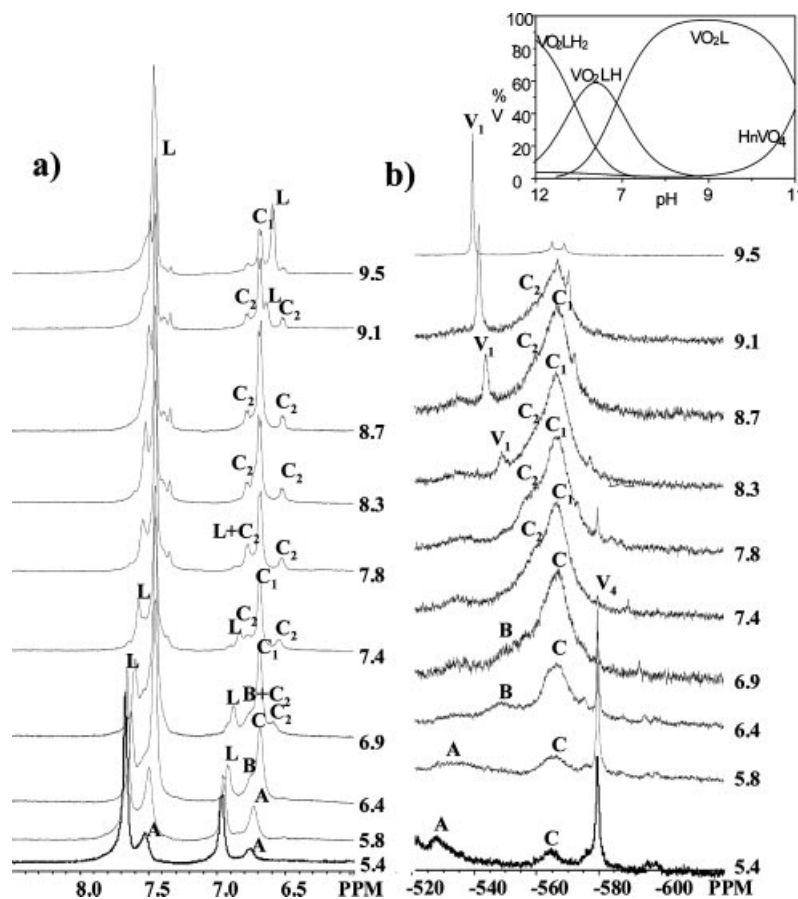 a)
L
C₁ L
9.5
C₂ L C₂
9.1
C₂ C₂
8.7
C₂ C₂
8.3
L+C₂ C₂
7.8
C₁
L C₂ C₂
L
7.4
C₁
L B+C₂ C₂
L
6.9
C
L B
6.4
A
5.8
A A
5.4
8.0 7.5 7.0 6.5 PPM
b)
100
80
60
40
20
0
%
V
VO₂LH₂ VO₂L
VO₂LH
HnVO₄
12 7 9
pH
V₁
9.5
C₂ C₁
9.1
V₁ C₂ C₁
8.7
V₁ C₂ C₁
8.3
C₂ C₁
7.8
C₂ C V₄
7.4
B C
6.9
B C
6.4
A C
5.8
A C
5.4
-520 -540 -560 -580 -600 PPM